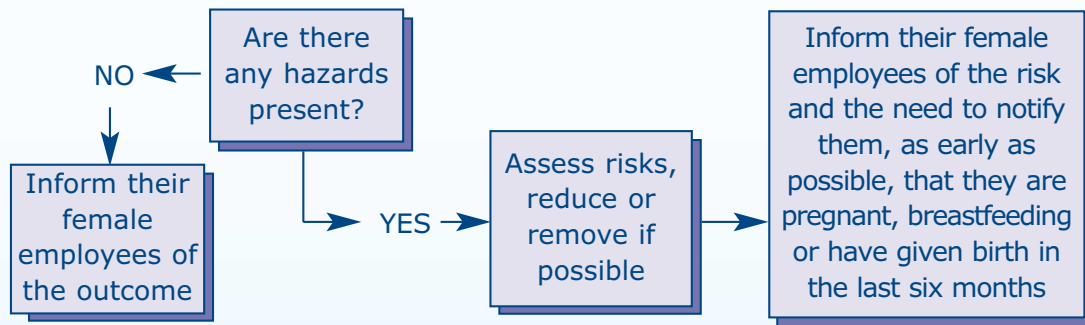 Are there
any hazards
present?
NO
Inform their
female
employees of
the outcome
YES
Assess risks,
reduce or
remove if
possible
Inform their female
employees of the risk
and the need to notify
them, as early as
possible, that they are
pregnant, breastfeeding
or have given birth in
the last six months